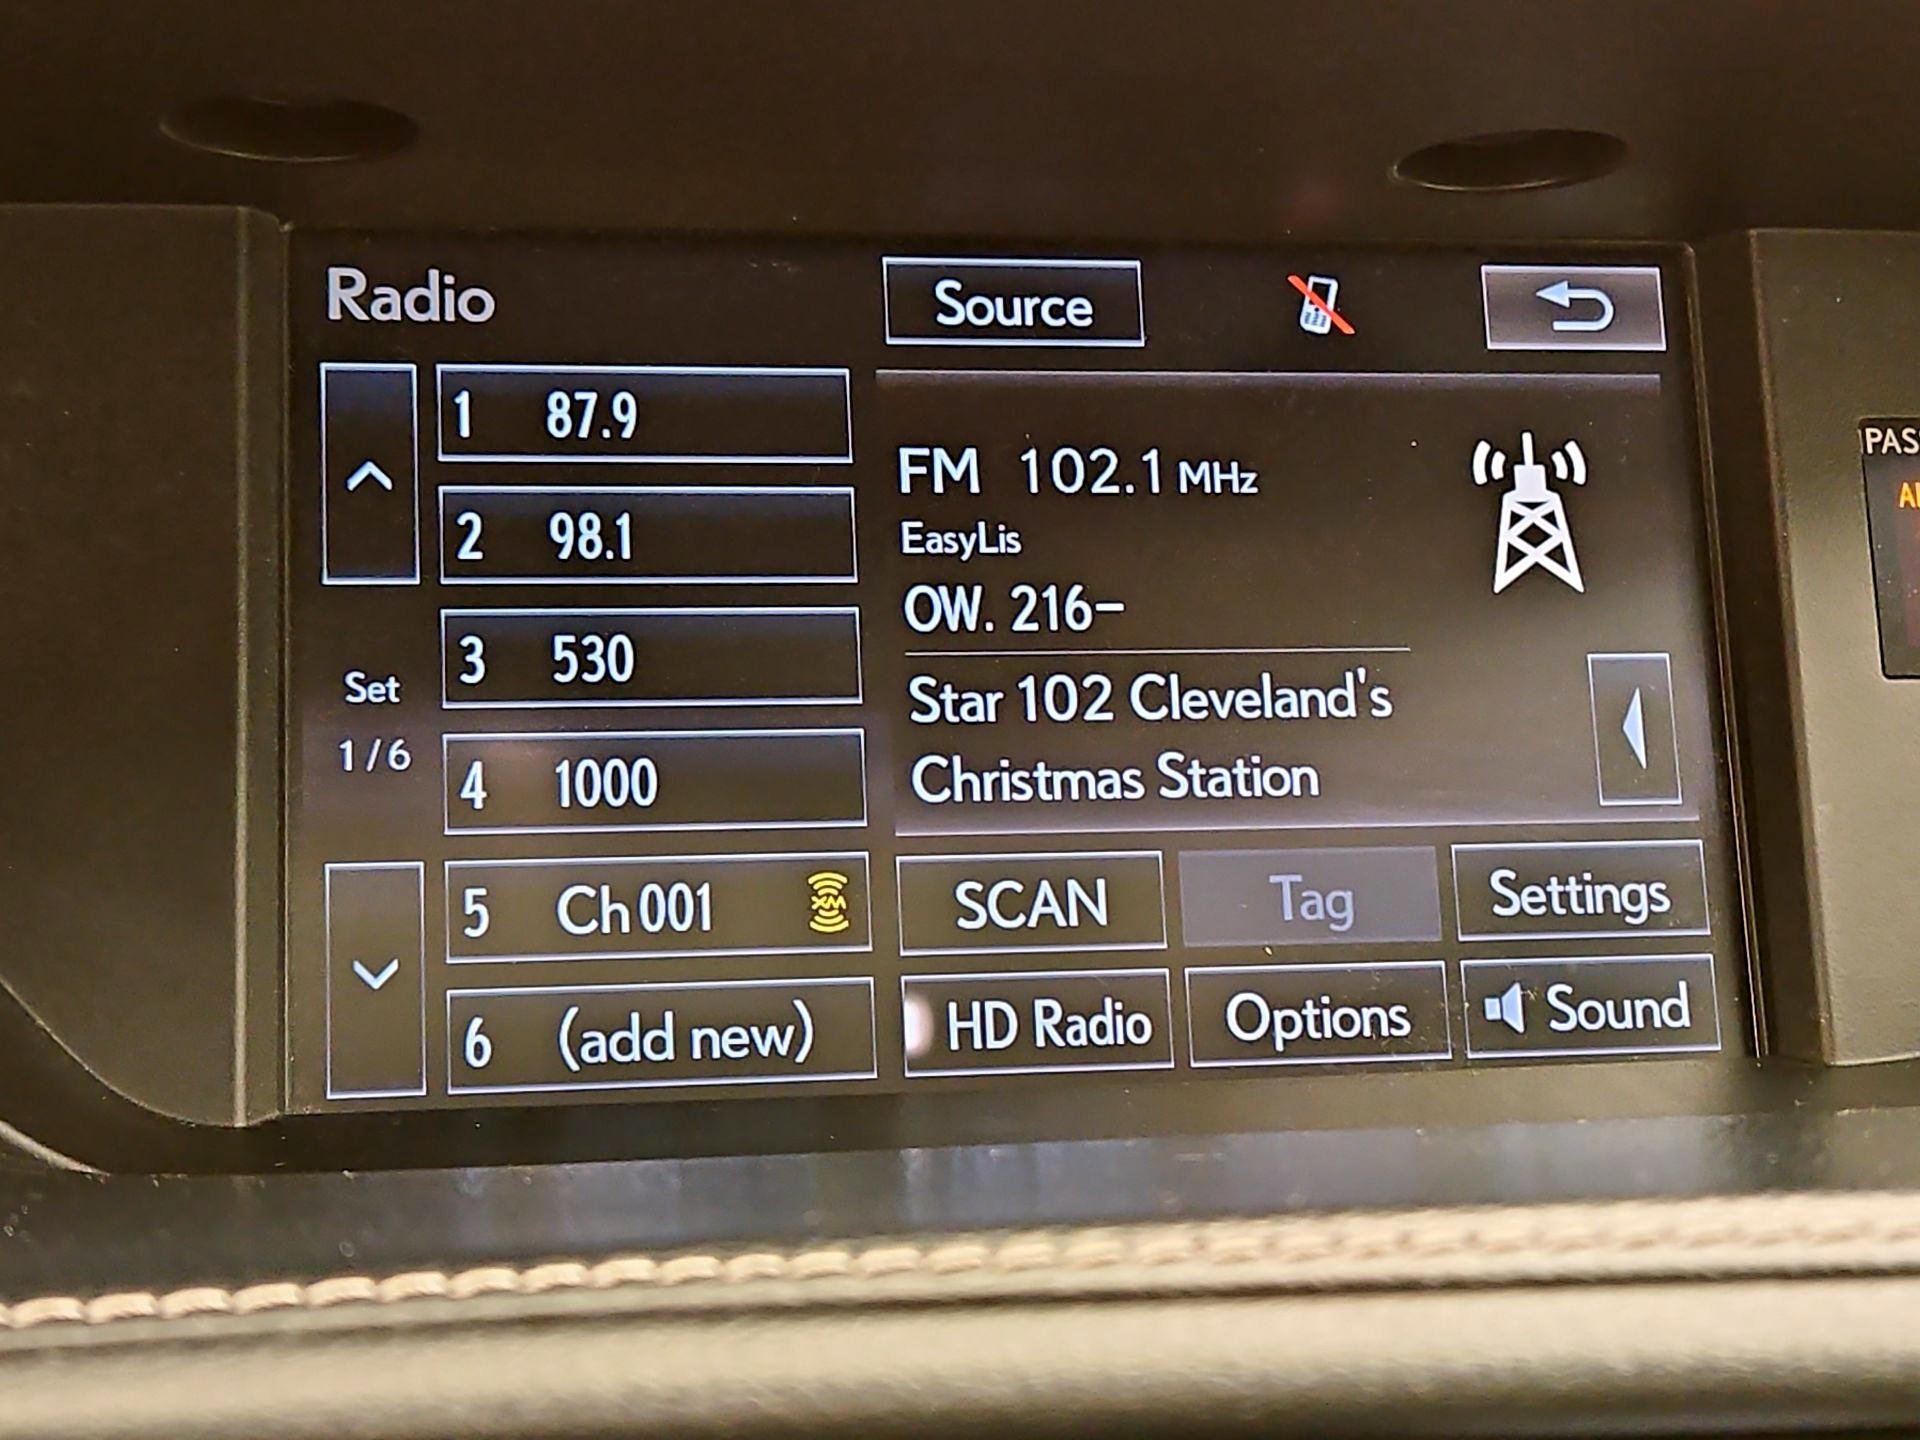 Radio
Source
1 87.9
2 98.1
3 530
4 1000
5 Ch 001 XM
6 (add new)
Set
1/6
FM 102.1 MHz
EasyLis
OW. 216-
Star 102 Cleveland's
Christmas Station
SCAN
Tag
Settings
HD Radio
Options
Sound